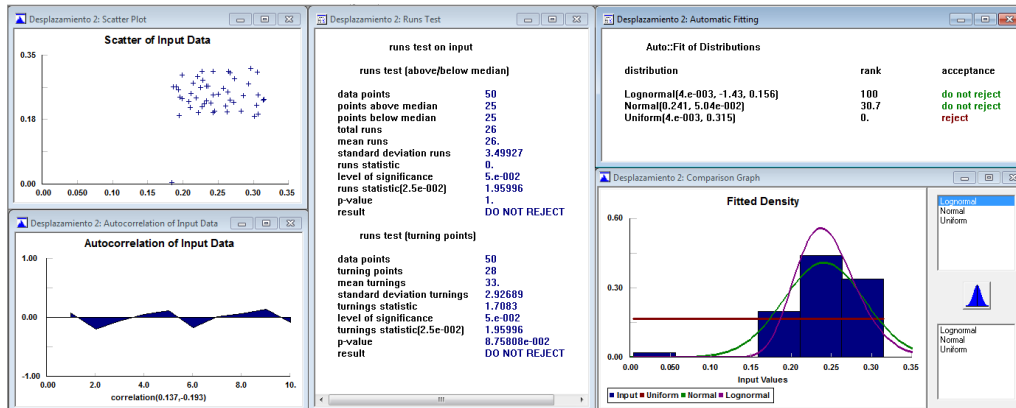 Desplazamiento 2: Scatter Plot
Scatter of Input Data
0.35
0.18
0.00
0.00 0.05 0.10 0.15 0.20 0.25 0.30 0.35
Desplazamiento 2: Autocorrelation of Input Data
Autocorrelation of Input Data
1.00
0.00
-1.00
0.00 2.0 4.0 6.0 8.0 10.
correlation(0.137,-0.193)
Desplazamiento 2: Runs Test
runs test on input
runs test (above/below median)
data points 50
points above median 25
points below median 25
total runs 26
mean runs 26.
standard deviation runs 3.49927
runs statistic 0.
level of significance 5.e-002
runs statistic(2.5e-002) 1.95996
p-value 1.
result DO NOT REJECT
runs test (turning points)
data points 50
turning points 28
mean turnings 33.
standard deviation turnings 2.92689
turnings statistic 1.7083
level of significance 5.e-002
turnings statistic(2.5e-002) 1.95996
p-value 8.75808e-002
result DO NOT REJECT
Desplazamiento 2: Automatic Fitting
Auto::Fit of Distributions
distribution rank acceptance
Lognormal(4.e-003, -1.43, 0.156) 100 do not reject
Normal(0.241, 5.04e-002) 30.7 do not reject
Uniform(4.e-003, 0.315) 0. reject
Desplazamiento 2: Comparison Graph
Fitted Density
0.60
0.30
0.00
0.00 0.05 0.10 0.15 0.20 0.25 0.30 0.35
Input Values
Input Uniform Normal Lognormal
Lognormal
Normal
Uniform
Lognormal
Normal
Uniform